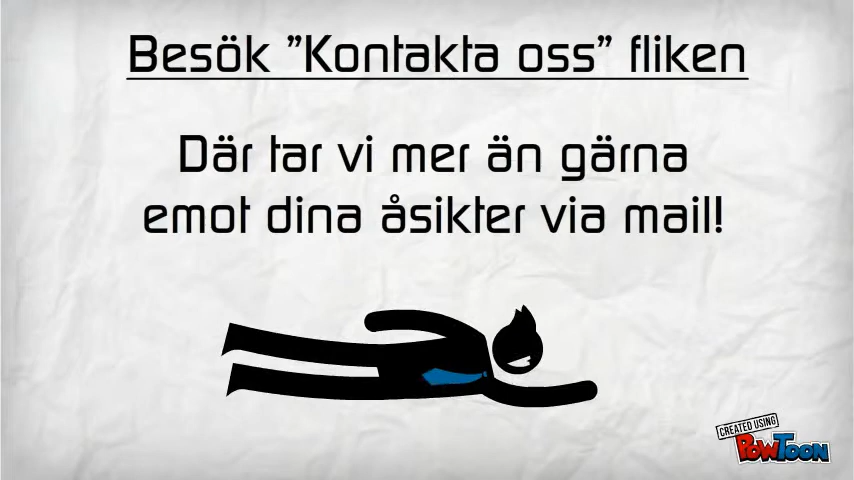 Besök ”Kontakta oss” fliken
Där tar vi mer än gärna
emot dina åsikter via mail!
CREATED USING
POWTOON